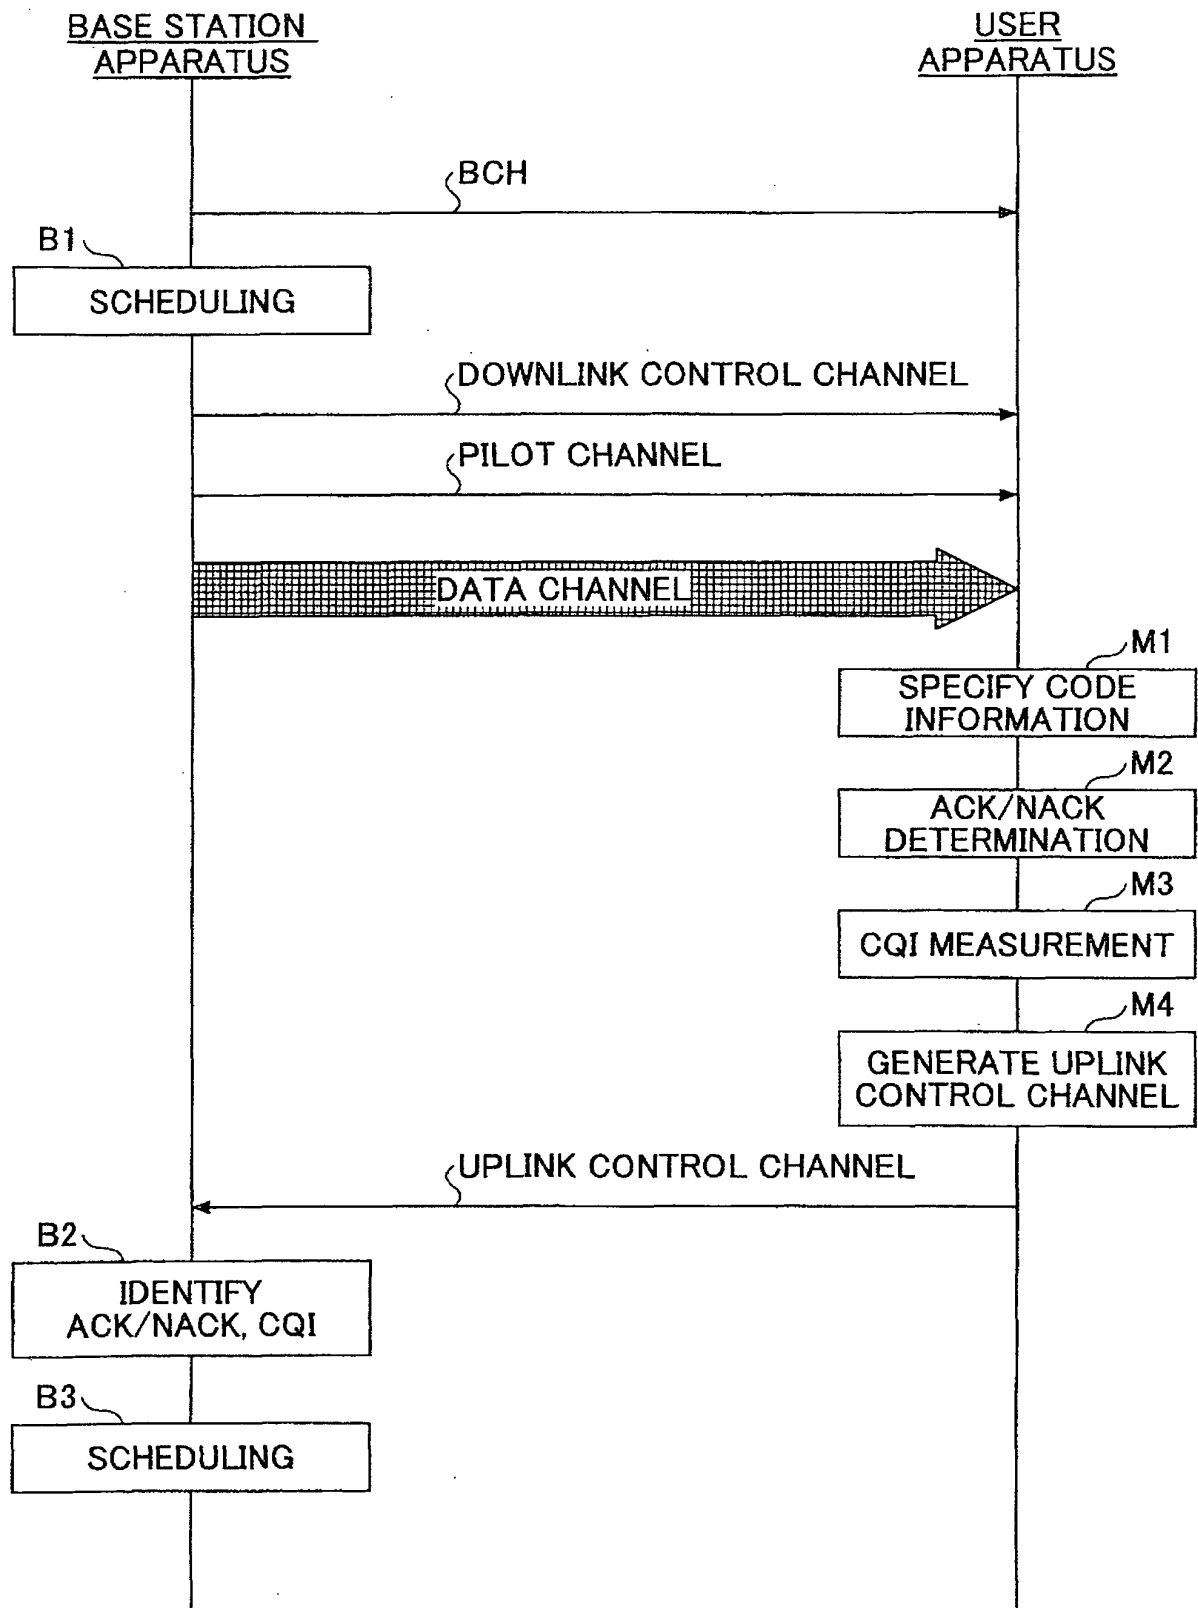 BASE STATION
APPARATUS
USER
APPARATUS
BCH
B1
SCHEDULING
DOWNLINK CONTROL CHANNEL
PILOT CHANNEL
DATA CHANNEL
M1
SPECIFY CODE
INFORMATION
M2
ACK/NACK
DETERMINATION
M3
CQI MEASUREMENT
M4
GENERATE UPLINK
CONTROL CHANNEL
UPLINK CONTROL CHANNEL
B2
IDENTIFY
ACK/NACK, CQI
B3
SCHEDULING